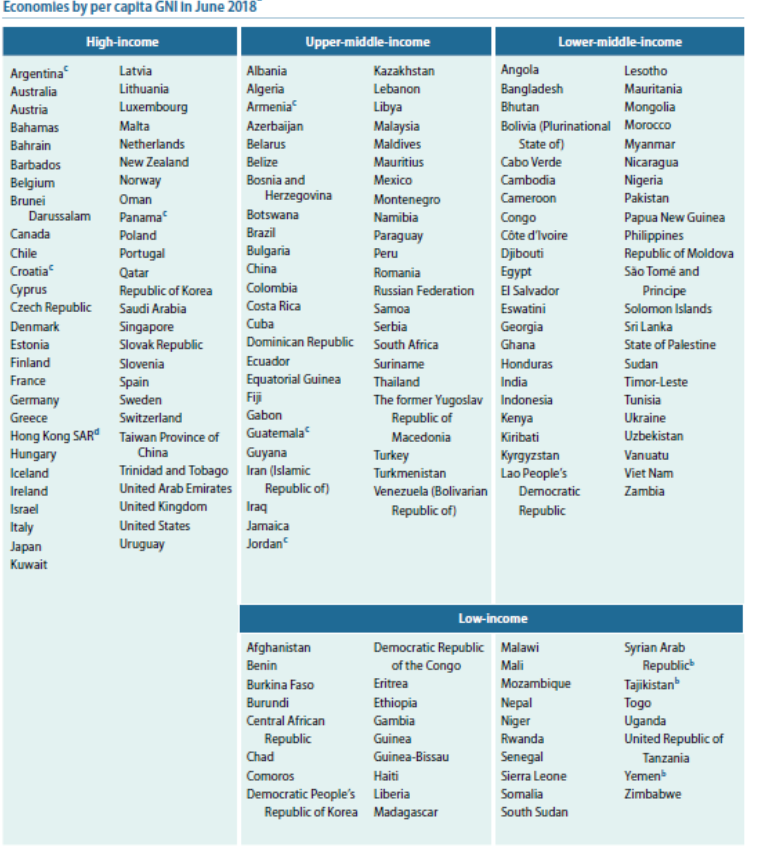 Economies by per capita GNI in June 2018
High-income
Argentinaᶜ
Australia
Austria
Bahamas
Bahrain
Barbados
Belgium
Brunei
Darussalam
Canada
Chile
Croatiaᶜ
Cyprus
Czech Republic
Denmark
Estonia
Finland
France
Germany
Greece
Hong Kong SARᵈ
Hungary
Iceland
Ireland
Israel
Italy
Japan
Kuwait
Latvia
Lithuania
Luxembourg
Malta
Netherlands
New Zealand
Norway
Oman
Panamaᶜ
Poland
Portugal
Qatar
Republic of Korea
Saudi Arabia
Singapore
Slovak Republic
Slovenia
Spain
Sweden
Switzerland
Taiwan Province of
China
Trinidad and Tobago
United Arab Emirates
United Kingdom
United States
Uruguay
Upper-middle-income
Albania
Algeria
Armeniaᶜ
Azerbaijan
Belarus
Belize
Bosnia and
Herzegovina
Botswana
Brazil
Bulgaria
China
Colombia
Costa Rica
Cuba
Dominican Republic
Ecuador
Equatorial Guinea
Fiji
Gabon
Guatemalaᶜ
Guyana
Iran (Islamic
Republic of)
Iraq
Jamaica
Jordanᶜ
Kazakhstan
Lebanon
Libya
Malaysia
Maldives
Mauritius
Mexico
Montenegro
Namibia
Paraguay
Peru
Romania
Russian Federation
Samoa
Serbia
South Africa
Suriname
Thailand
The former Yugoslav
Republic of
Macedonia
Turkey
Turkmenistan
Venezuela (Bolivarian
Republic of)
Lower-middle-income
Angola
Bangladesh
Bhutan
Bolivia (Plurinational
State of)
Cabo Verde
Cambodia
Cameroon
Congo
Côte d'Ivoire
Djibouti
Egypt
El Salvador
Eswatini
Georgia
Ghana
Honduras
India
Indonesia
Kenya
Kiribati
Kyrgyzstan
Lao People's
Democratic
Republic
Lesotho
Mauritania
Mongolia
Morocco
Myanmar
Nicaragua
Nigeria
Pakistan
Papua New Guinea
Philippines
Republic of Moldova
São Tomé and
Principe
Solomon Islands
Sri Lanka
State of Palestine
Sudan
Timor-Leste
Tunisia
Ukraine
Uzbekistan
Vanuatu
Viet Nam
Zambia
Low-income
Afghanistan
Benin
Burkina Faso
Burundi
Central African
Republic
Chad
Comoros
Democratic People's
Republic of Korea
Democratic Republic
of the Congo
Eritrea
Ethiopia
Gambia
Guinea
Guinea-Bissau
Haiti
Liberia
Madagascar
Malawi
Mali
Mozambique
Nepal
Niger
Rwanda
Senegal
Sierra Leone
Somalia
South Sudan
Syrian Arab
Republicᵇ
Tajikistanᵇ
Togo
Uganda
United Republic of
Tanzania
Yemenᵇ
Zimbabwe